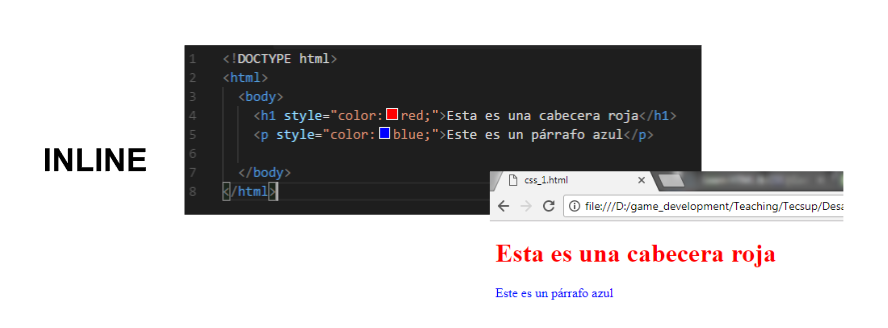 INLINE
1 <!DOCTYPE html>
2 <html>
3 <body>
4 <h1 style="color:red;">Esta es una cabecera roja</h1>
5 <p style="color:blue;">Este es un párrafo azul</p>
6
7 </body>
8 </html>
css_1.html ×
file:///D:/game_development/Teaching/Tecsup/Desa
Esta es una cabecera roja
Este es un párrafo azul